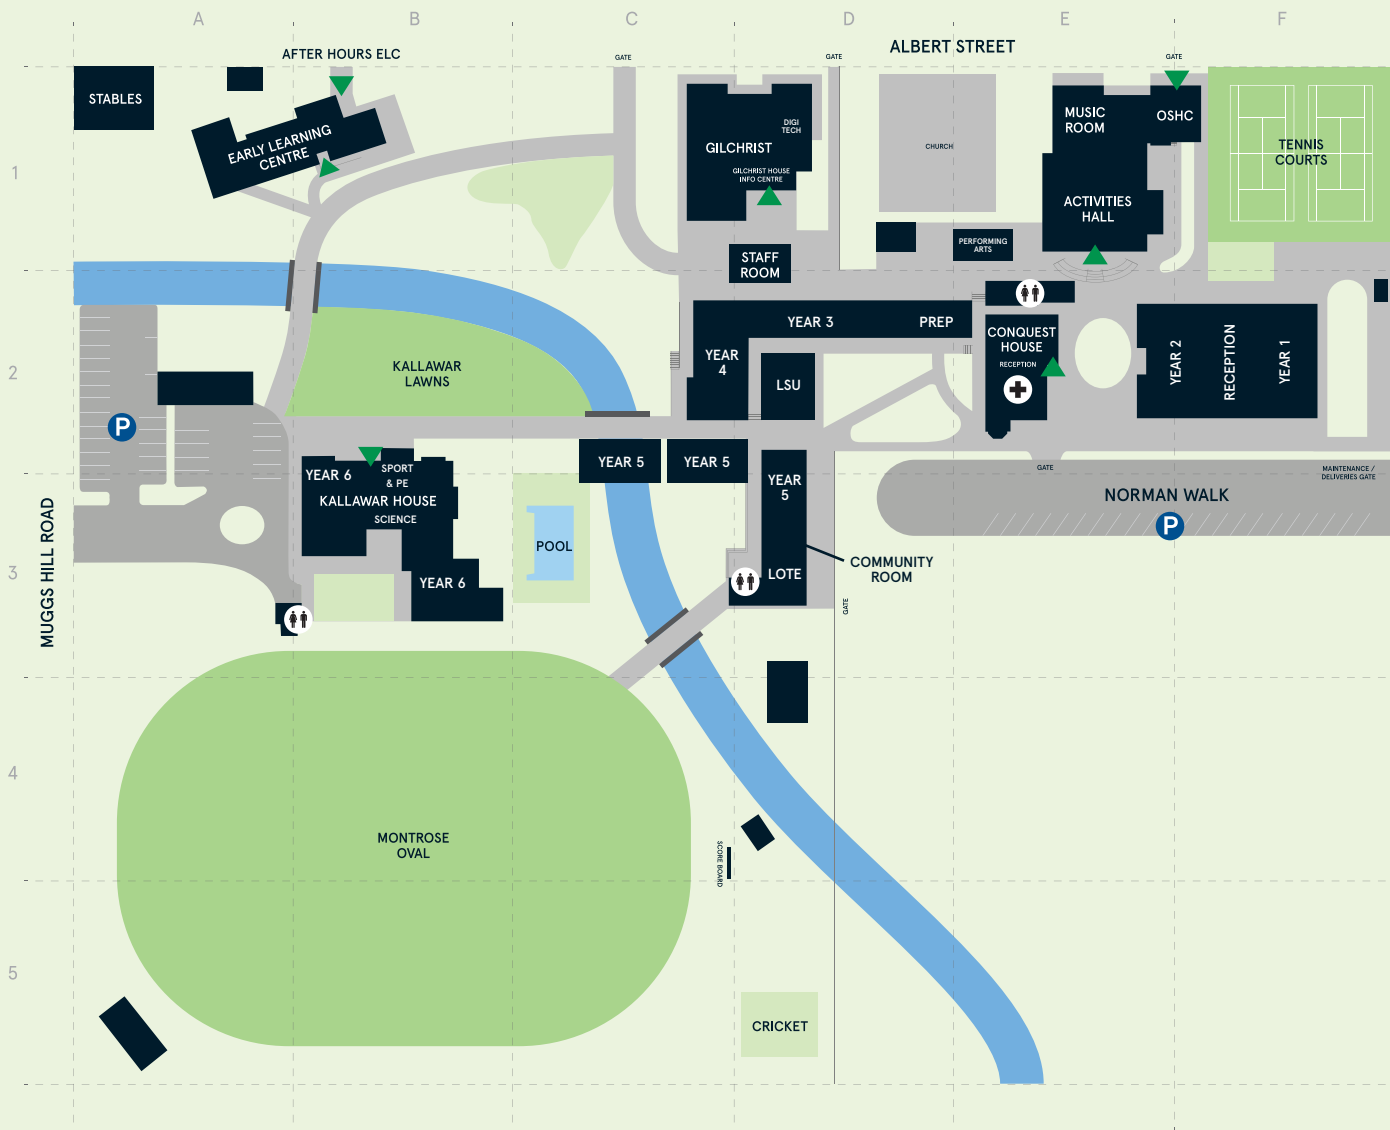 A
B
C
D
E
F
AFTER HOURS ELC
GATE
GATE
ALBERT STREET
GATE
1
STABLES
EARLY LEARNING
CENTRE
GILCHRIST
DIGI
TECH
GILCHRIST HOUSE
INFO CENTRE
CHURCH
MUSIC
ROOM
OSHC
TENNIS
COURTS
ACTIVITIES
HALL
STAFF
ROOM
PERFORMING
ARTS
2
KALLAWAR
LAWNS
YEAR 3
PREP
YEAR
4
LSU
CONQUEST
HOUSE
RECEPTION
YEAR 2
RECEPTION
YEAR 1
P
YEAR 6
SPORT
& PE
KALLAWAR HOUSE
SCIENCE
YEAR 5
YEAR 5
YEAR
5
GATE
MAINTENANCE /
DELIVERIES GATE
NORMAN WALK
P
3
MUGGS HILL ROAD
POOL
YEAR 6
LOTE
COMMUNITY
ROOM
GATE
4
MONTROSE
OVAL
SCORE BOARD
5
CRICKET